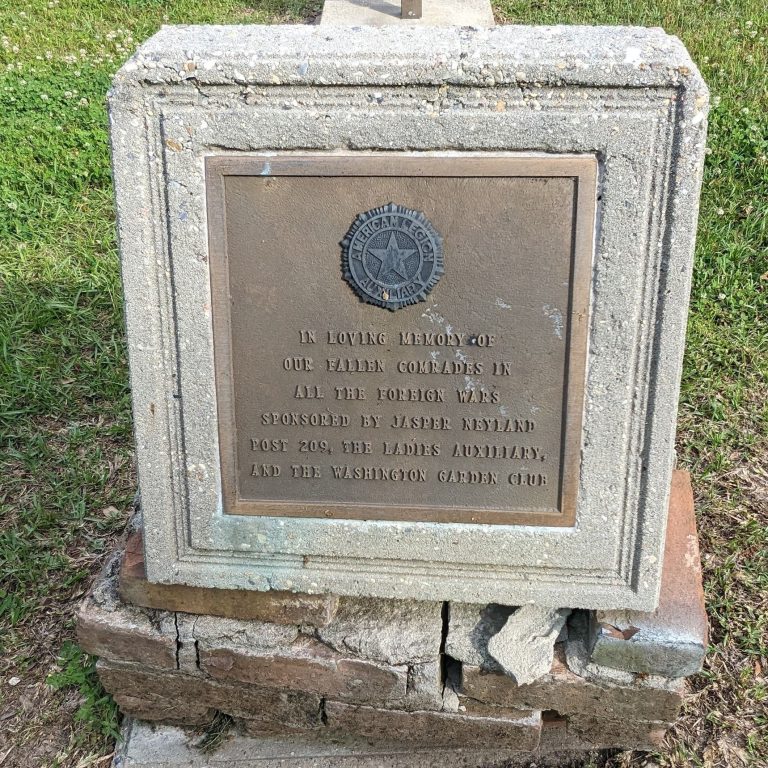 AMERICAN LEGION
AUXILIARY
IN LOVING MEMORY OF
OUR FALLEN COMRADES IN
ALL THE FOREIGN WARS
SPONSORED BY JASPER NEYLAND
POST 209, THE LADIES AUXILIARY,
AND THE WASHINGTON GARDEN CLUB